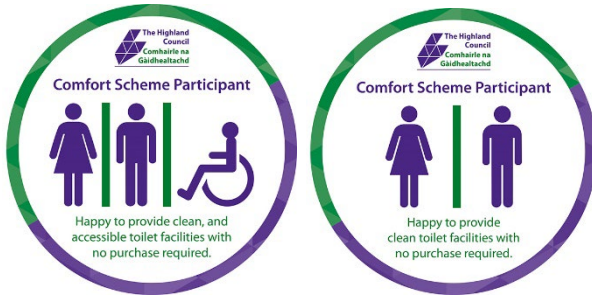 The Highland
Council
Comhairle na
Gàidhealtachd
Comfort Scheme Participant
Happy to provide clean, and
accessible toilet facilities with
no purchase required.
The Highland
Council
Comhairle na
Gàidhealtachd
Comfort Scheme Participant
Happy to provide
clean toilet facilities with
no purchase required.